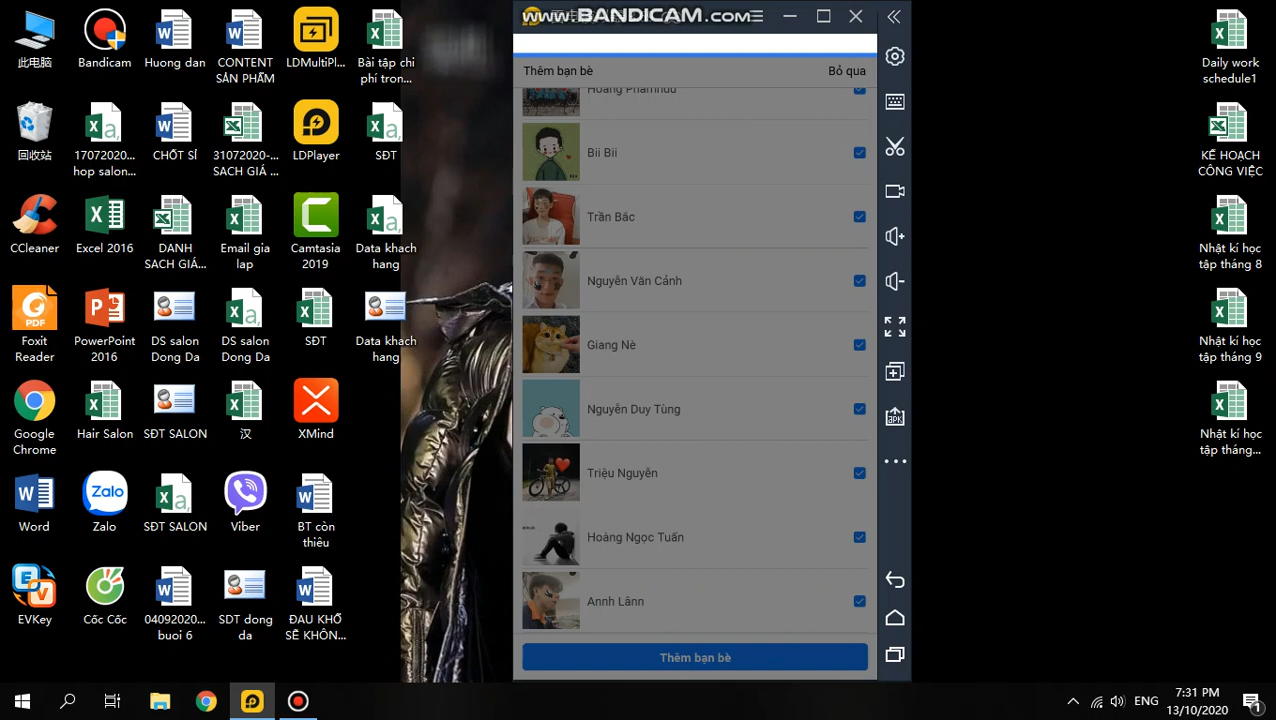 此电脑
Bandicam
Huong dan
CONTENT
SẢN PHẨM
LDMultiPl...
Bài tập chi
phí tron...
回收站
17072020...
hop salon...
CHỐT SỈ
31072020-...
SACH GIÁ ...
LDPlayer
SĐT
CCleaner
Excel 2016
DANH
SACH GIÁ...
Email gia
lap
Camtasia
2019
Data khach
hang
Foxit
Reader
PowerPoint
2016
DS salon
Dong Da
DS salon
Dong Da
SĐT
Data khach
hang
Google
Chrome
Hair Salon
SĐT SALON
汉
XMind
Word
Zalo
Zalo
SĐT SALON
Viber
BT còn
thiêu
EVKey
Cốc Cốc
04092020...
buoi 6
SDT dong
da
ĐAU KHỔ
SẼ KHÔN...
www.BANDICAM.com
Thêm bạn bè
Bỏ qua
Hoàng Phamhdu
Bii Bii
Trần Bắc
Nguyễn Văn Cảnh
Giang Nè
Nguyễn Duy Tùng
Triệu Nguyễn
Hoàng Ngọc Tuấn
Annh Lânn
Thêm bạn bè
Daily work
schedule1
KẾ HOẠCH
CÔNG VIỆC
Nhật kí học
tập tháng 8
Nhật kí học
tập tháng 9
Nhật kí học
tập tháng...
ENG
7:31 PM
13/10/2020